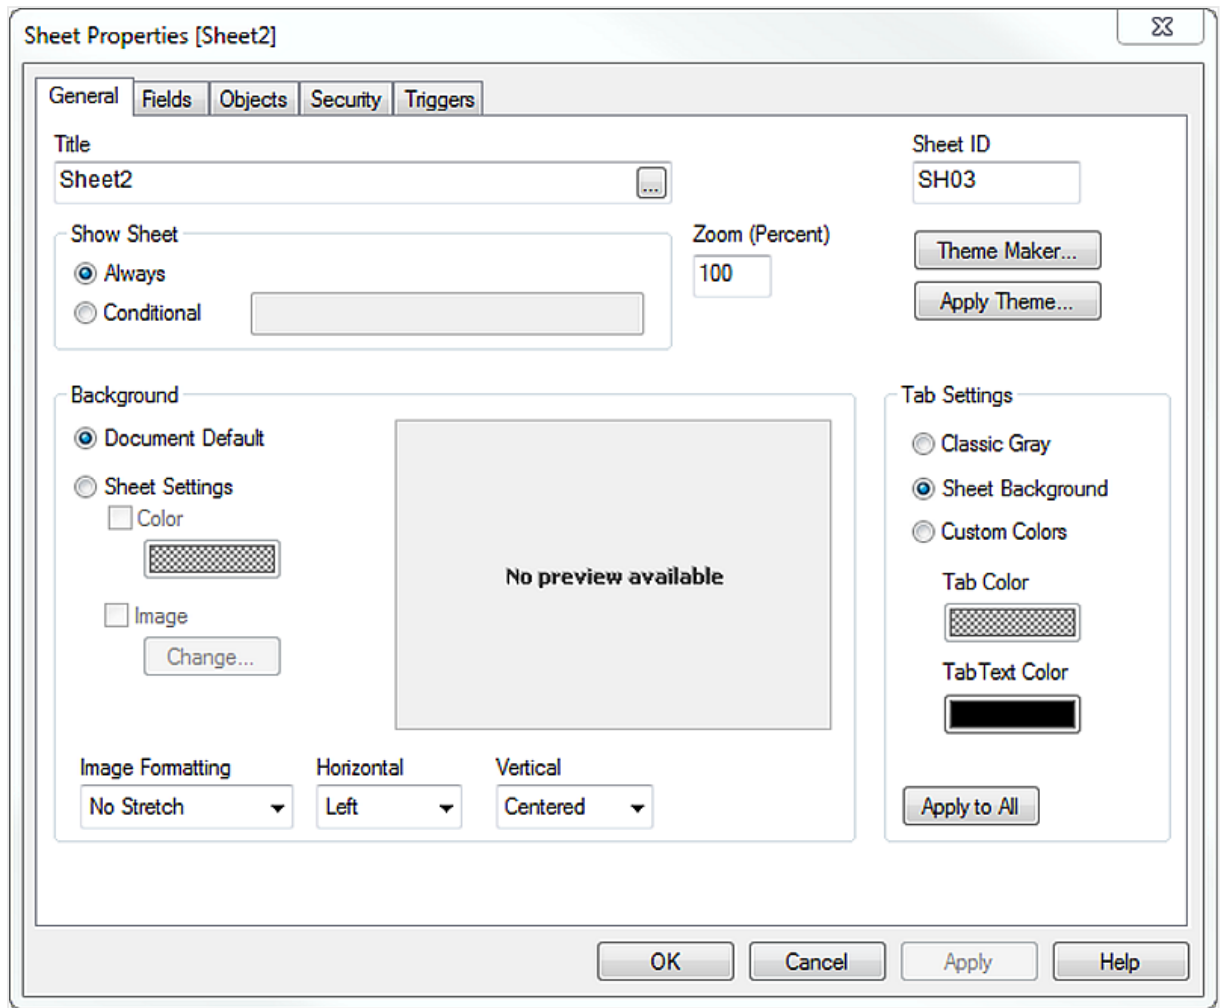 Sheet Properties [Sheet2]
General Fields Objects Security Triggers
Title
Sheet ID
Sheet2
...
SH03
Show Sheet
Always
Conditional
Zoom (Percent)
100
Theme Maker...
Apply Theme...
Background
Document Default
Sheet Settings
Color
Image
Change...
No preview available
Image Formatting
No Stretch
Horizontal
Left
Vertical
Centered
Tab Settings
Classic Gray
Sheet Background
Custom Colors
Tab Color
Tab Text Color
Apply to All
OK Cancel Apply Help